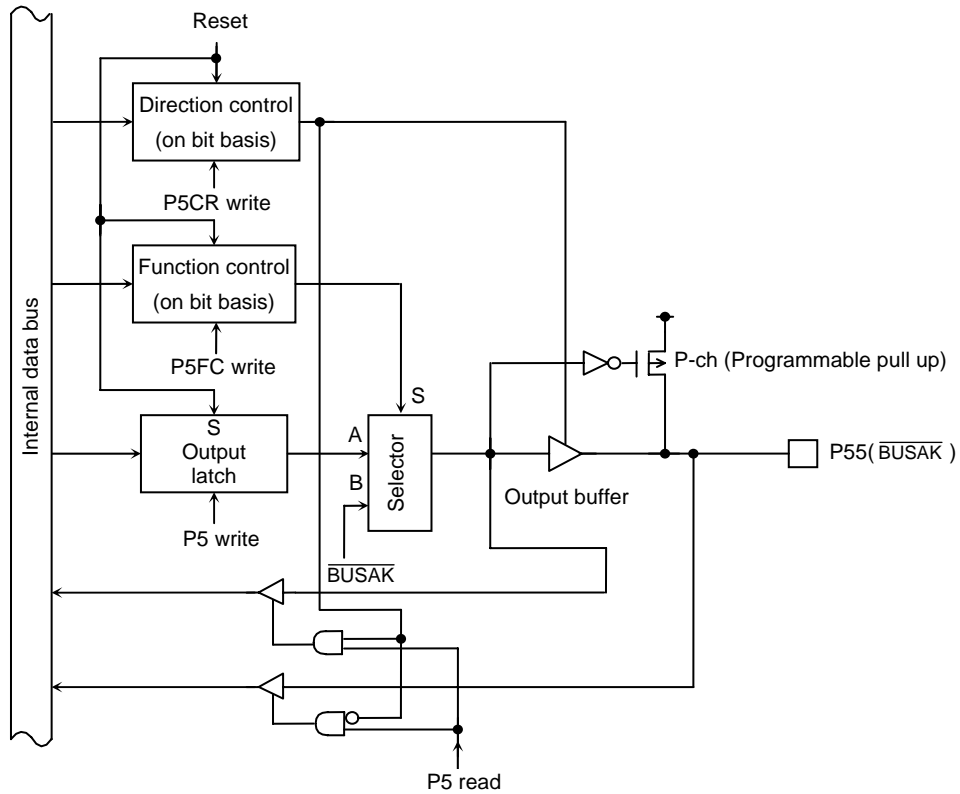 Reset
Direction control
(on bit basis)
P5CR write
Function control
(on bit basis)
P5FC write
Internal data bus
P-ch (Programmable pull up)
S
S
Output
latch
A
B
Selector
P55( BUSAK )
Output buffer
P5 write
BUSAK
P5 read